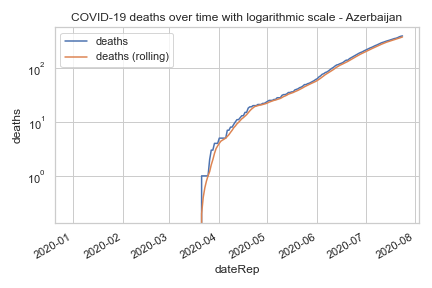 COVID-19 deaths over time with logarithmic scale - Azerbaijan
deaths
deaths (rolling)
deaths
10²
10¹
10⁰
2020-01
2020-02
2020-03
2020-04
2020-05
2020-06
2020-07
2020-08
dateRep